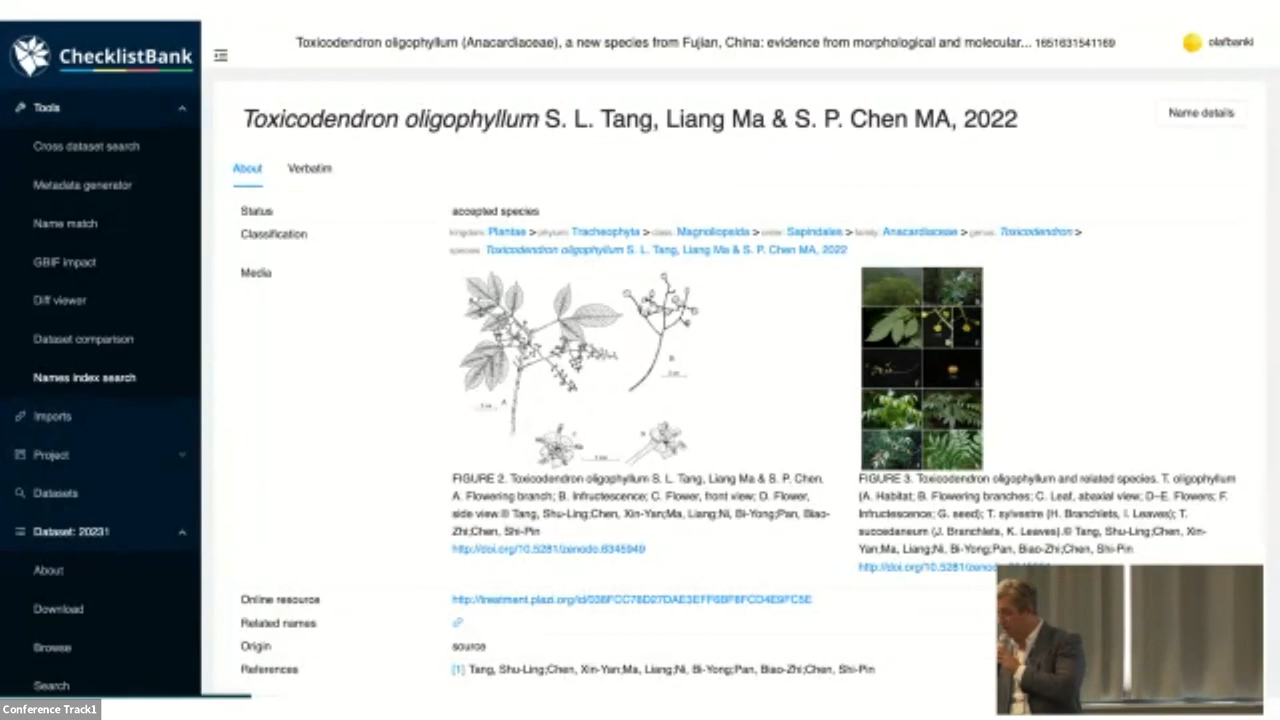 ChecklistBank
Toxicodendron oligophyllum (Anacardiaceae), a new species from Fujian, China: evidence from morphological and molecular... 1651631541169
olafbanki
Tools
Cross dataset search
Metadata generator
Name match
GBIF impact
Diff viewer
Dataset comparison
Names index search
Imports
Project
Datasets
Dataset: 20231
About
Download
Browse
Search
Toxicodendron oligophyllum S. L. Tang, Liang Ma & S. P. Chen MA, 2022
Name details
About
Verbatim
Status
accepted species
Classification
kingdom: Plantae > phylum: Tracheophyta > class: Magnoliopsida > order: Sapindales > family: Anacardiaceae > genus: Toxicodendron >
species: Toxicodendron oligophyllum S. L. Tang, Liang Ma & S. P. Chen MA, 2022
Media
FIGURE 2. Toxicodendron oligophyllum S. L. Tang, Liang Ma & S. P. Chen.
A. Flowering branch; B. Infructescence; C. Flower, front view; D. Flower,
side view.© Tang, Shu-Ling;Chen, Xin-Yan;Ma, Liang;Ni, Bi-Yong;Pan, Biao-
Zhi;Chen, Shi-Pin
http://doi.org/10.5281/zenodo.6345949
FIGURE 3. Toxicodendron oligophyllum and related species. T. oligophyllum
(A. Habitat; B. Flowering branches; C. Leaf, abaxial view; D–E. Flowers; F.
Infructescence; G. seed); T. sylvestre (H. Branchlets, I. Leaves); T.
succedaneum (J. Branchlets, K. Leaves).© Tang, Shu-Ling;Chen, Xin-
Yan;Ma, Liang;Ni, Bi-Yong;Pan, Biao-Zhi;Chen, Shi-Pin
http://doi.org/10.5281/zenodo.
Online resource
Related names
Origin
source
References
[1] Tang, Shu-Ling;Chen, Xin-Yan;Ma, Liang;Ni, Bi-Yong;Pan, Biao-Zhi;Chen, Shi-Pin
Conference Track1